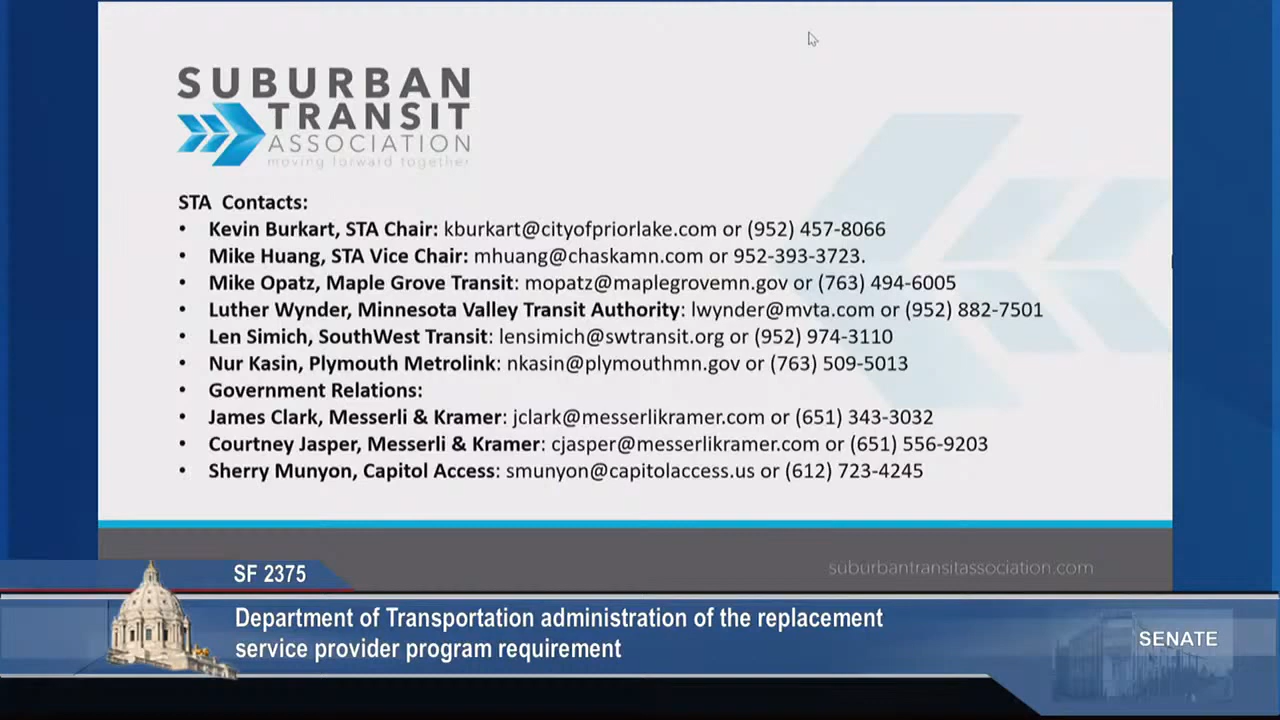 SUBURBAN
TRANSIT
ASSOCIATION
moving forward together
STA Contacts:
• Kevin Burkart, STA Chair: kburkart@cityofpriorlake.com or (952) 457-8066
• Mike Huang, STA Vice Chair: mhuang@chaskamn.com or 952-393-3723.
• Mike Opatz, Maple Grove Transit: mopatz@maplegrovemn.gov or (763) 494-6005
• Luther Wynder, Minnesota Valley Transit Authority: lwynder@mvta.com or (952) 882-7501
• Len Simich, SouthWest Transit: lensimich@swtransit.org or (952) 974-3110
• Nur Kasin, Plymouth Metrolink: nkasin@plymouthmn.gov or (763) 509-5013
• Government Relations:
• James Clark, Messerli & Kramer: jclark@messerlikramer.com or (651) 343-3032
• Courtney Jasper, Messerli & Kramer: cjasper@messerlikramer.com or (651) 556-9203
• Sherry Munyon, Capitol Access: smunyon@capitolaccess.us or (612) 723-4245
suburbantransitassociation.com
SF 2375
Department of Transportation administration of the replacement
service provider program requirement
SENATE